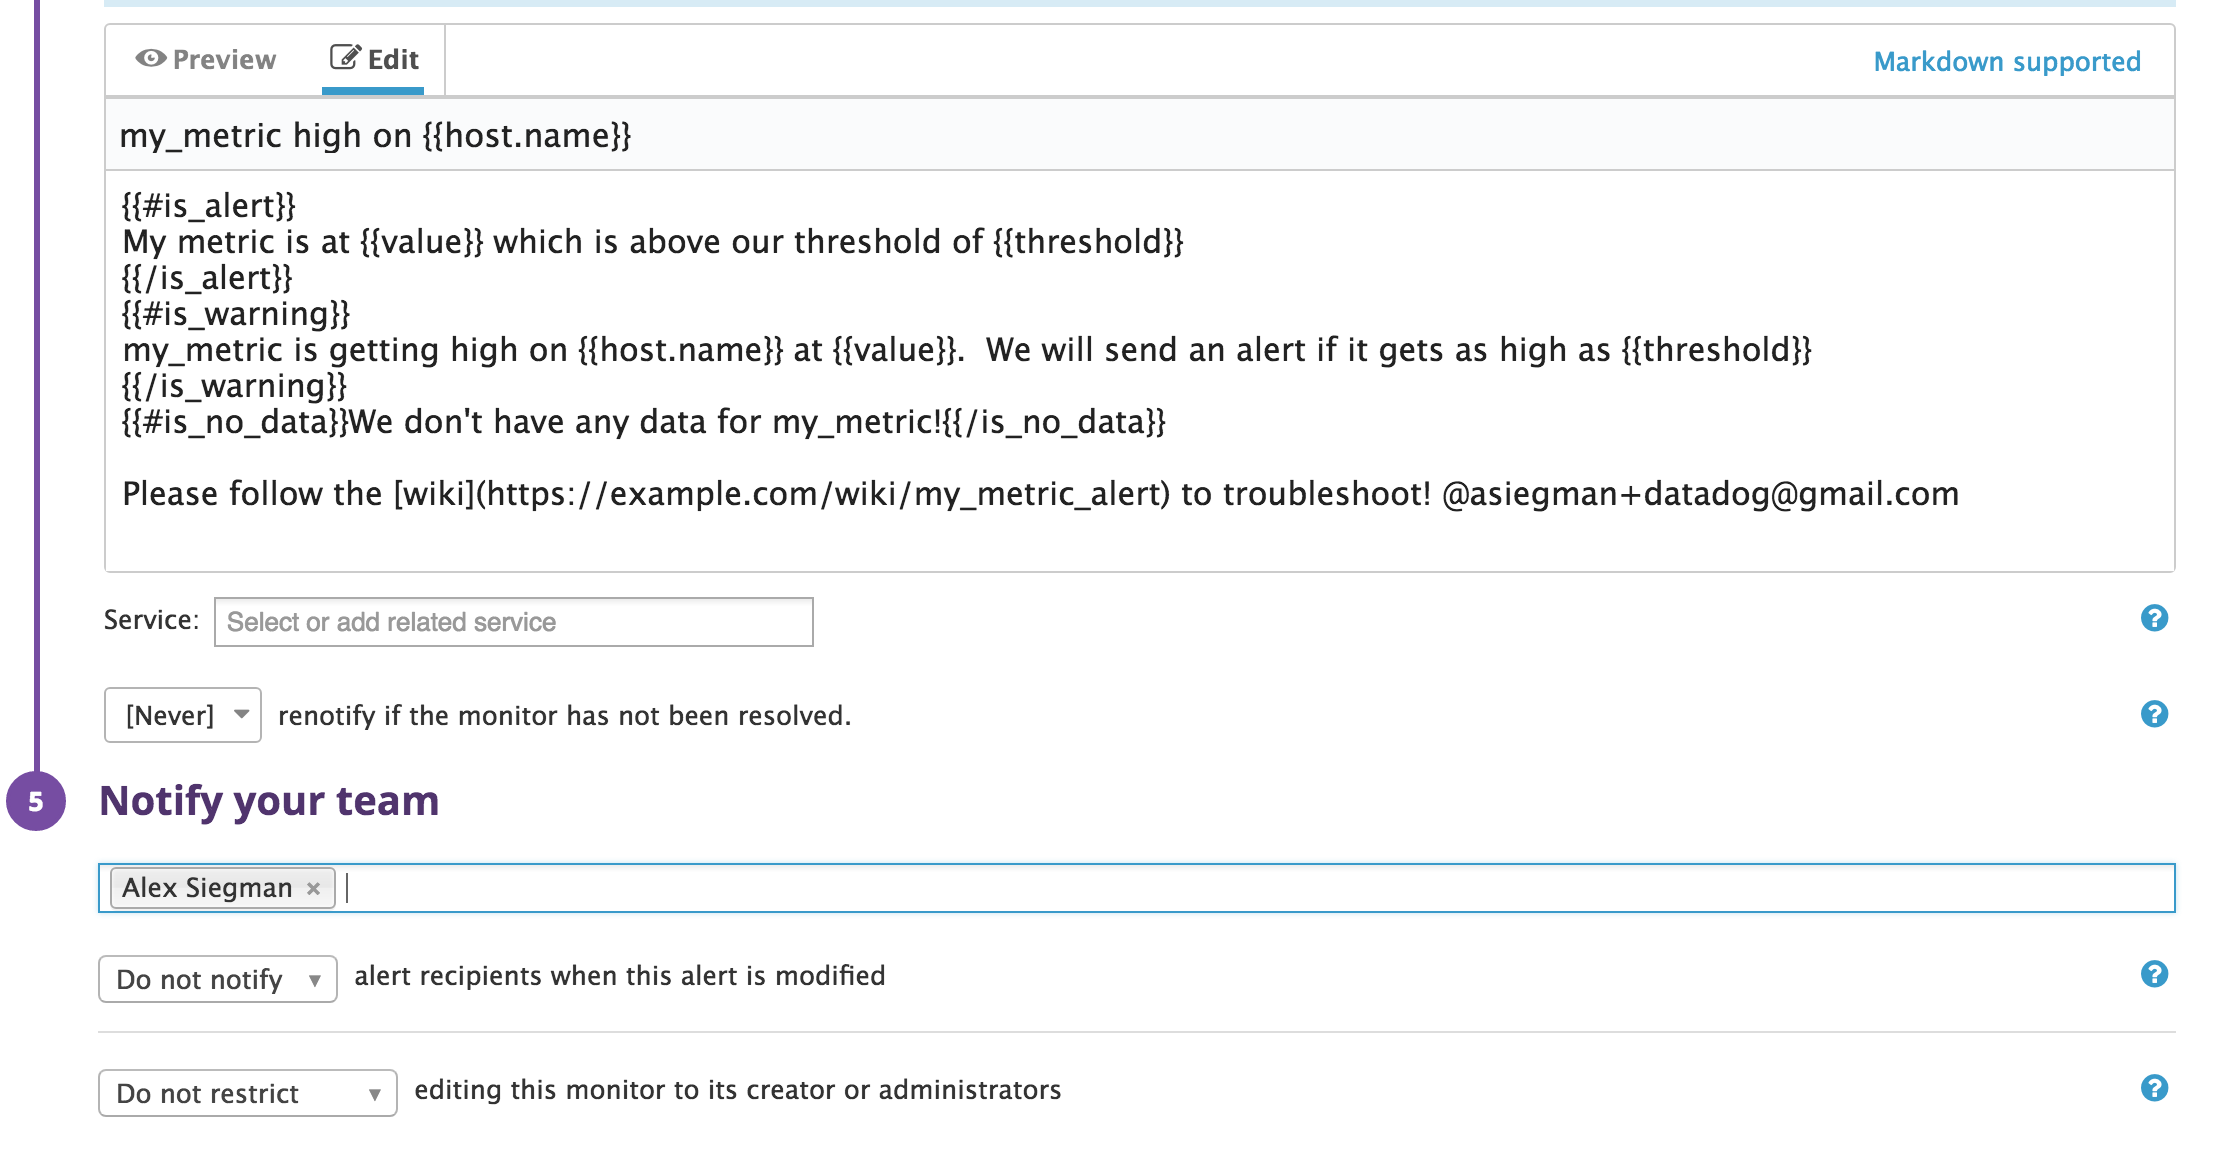 Preview Edit Markdown supported
my_metric high on {{host.name}}
{{#is_alert}}
My metric is at {{value}} which is above our threshold of {{threshold}}
{{/is_alert}}
{{#is_warning}}
my_metric is getting high on {{host.name}} at {{value}}.  We will send an alert if it gets as high as {{threshold}}
{{/is_warning}}
{{#is_no_data}}We don't have any data for my_metric!{{/is_no_data}}
Please follow the [wiki](https://example.com/wiki/my_metric_alert) to troubleshoot! @asiegman+datadog@gmail.com
Service: Select or add related service ?
[Never] renotify if the monitor has not been resolved. ?
5 Notify your team
Alex Siegman ×
Do not notify alert recipients when this alert is modified ?
Do not restrict editing this monitor to its creator or administrators ?